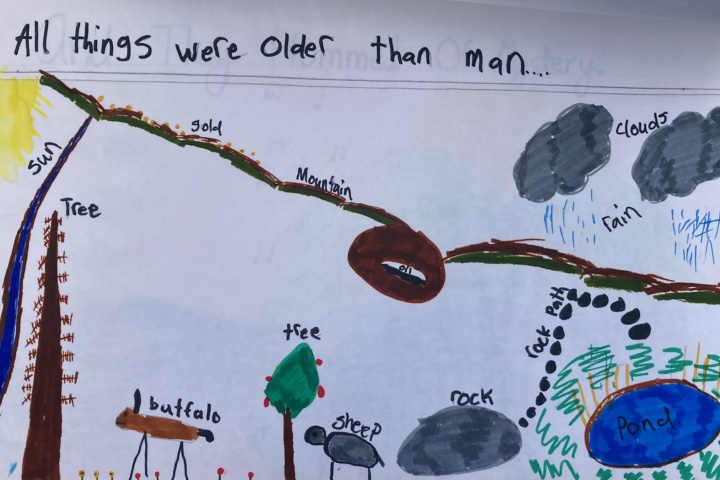 All things were older than man....
Sun
gold
Mountain
clouds
rain
Tree
oil
rock path
tree
buffalo
sheep
rock
Pond